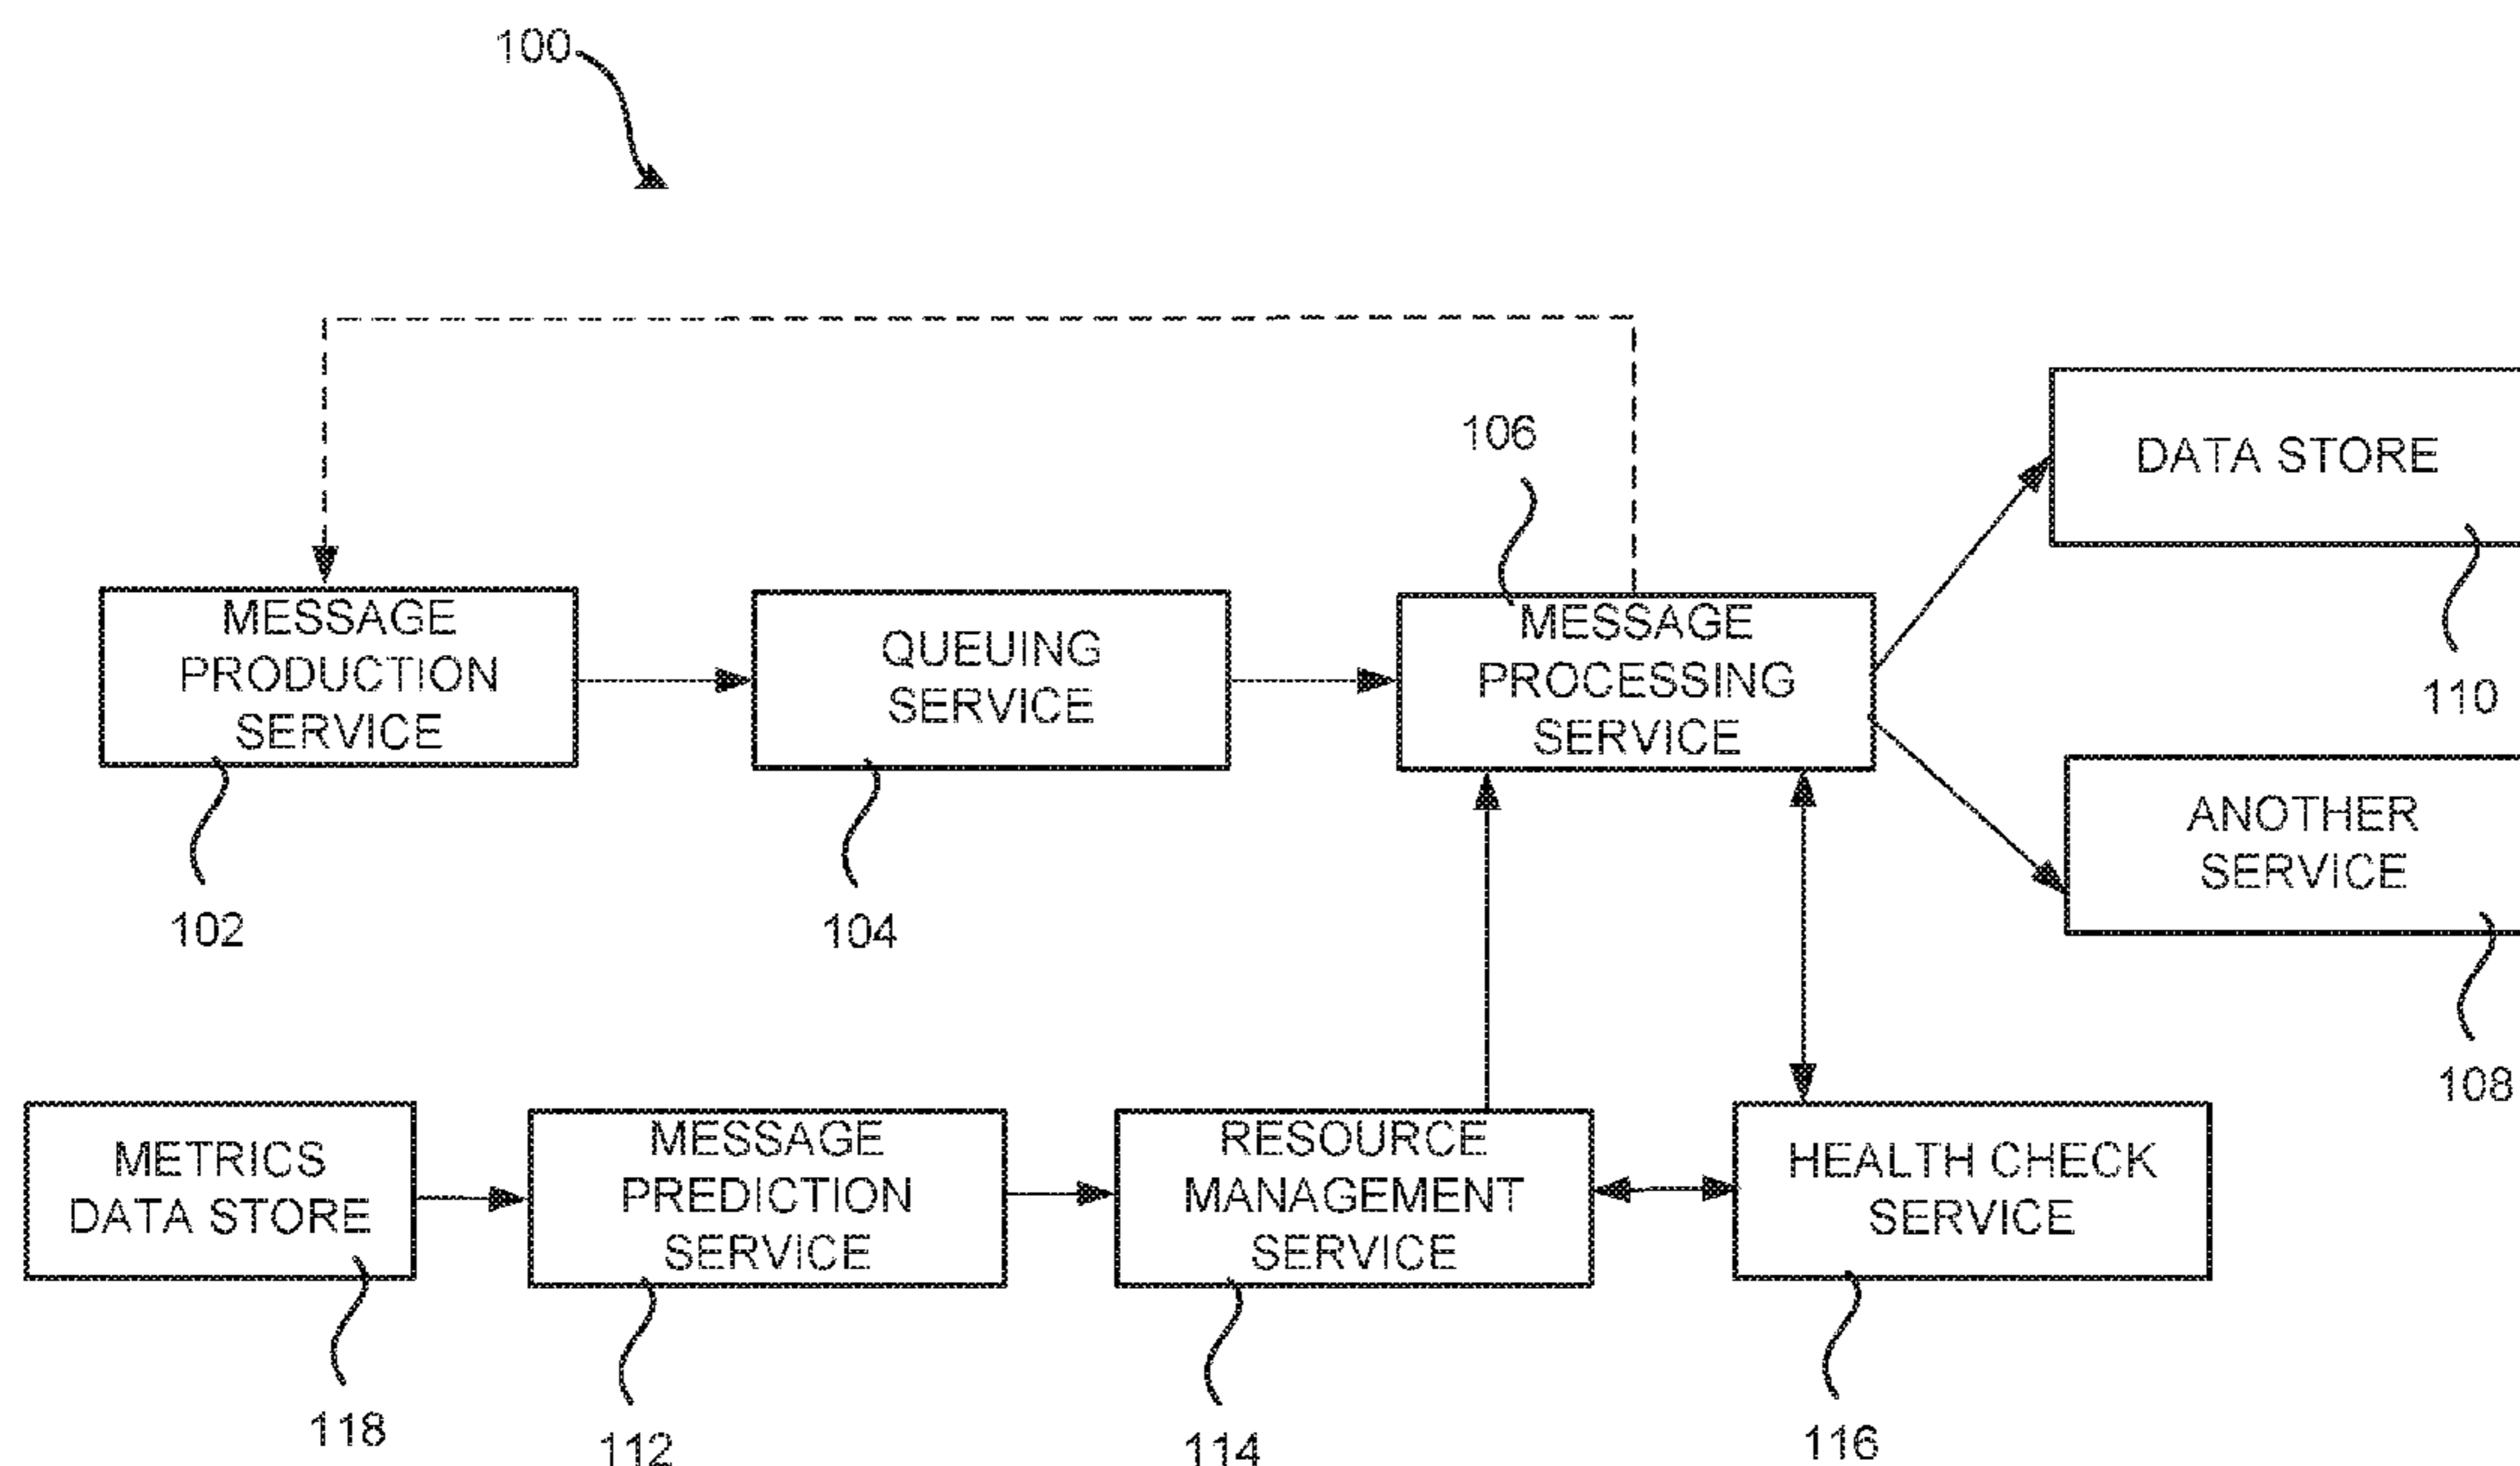 100
106
DATA STORE
110
MESSAGE
PRODUCTION
SERVICE
102
QUEUING
SERVICE
104
MESSAGE
PROCESSING
SERVICE
ANOTHER
SERVICE
108
METRICS
DATA STORE
118
MESSAGE
PREDICTION
SERVICE
112
RESOURCE
MANAGEMENT
SERVICE
114
HEALTH CHECK
SERVICE
116